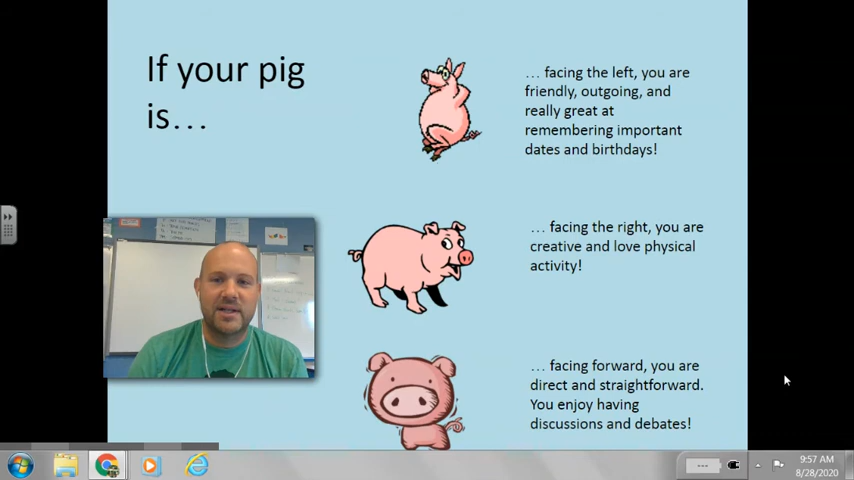 If your pig
is…
… facing the left, you are
friendly, outgoing, and
really great at
remembering important
dates and birthdays!
… facing the right, you are
creative and love physical
activity!
… facing forward, you are
direct and straightforward.
You enjoy having
discussions and debates!
9:57 AM
8/28/2020